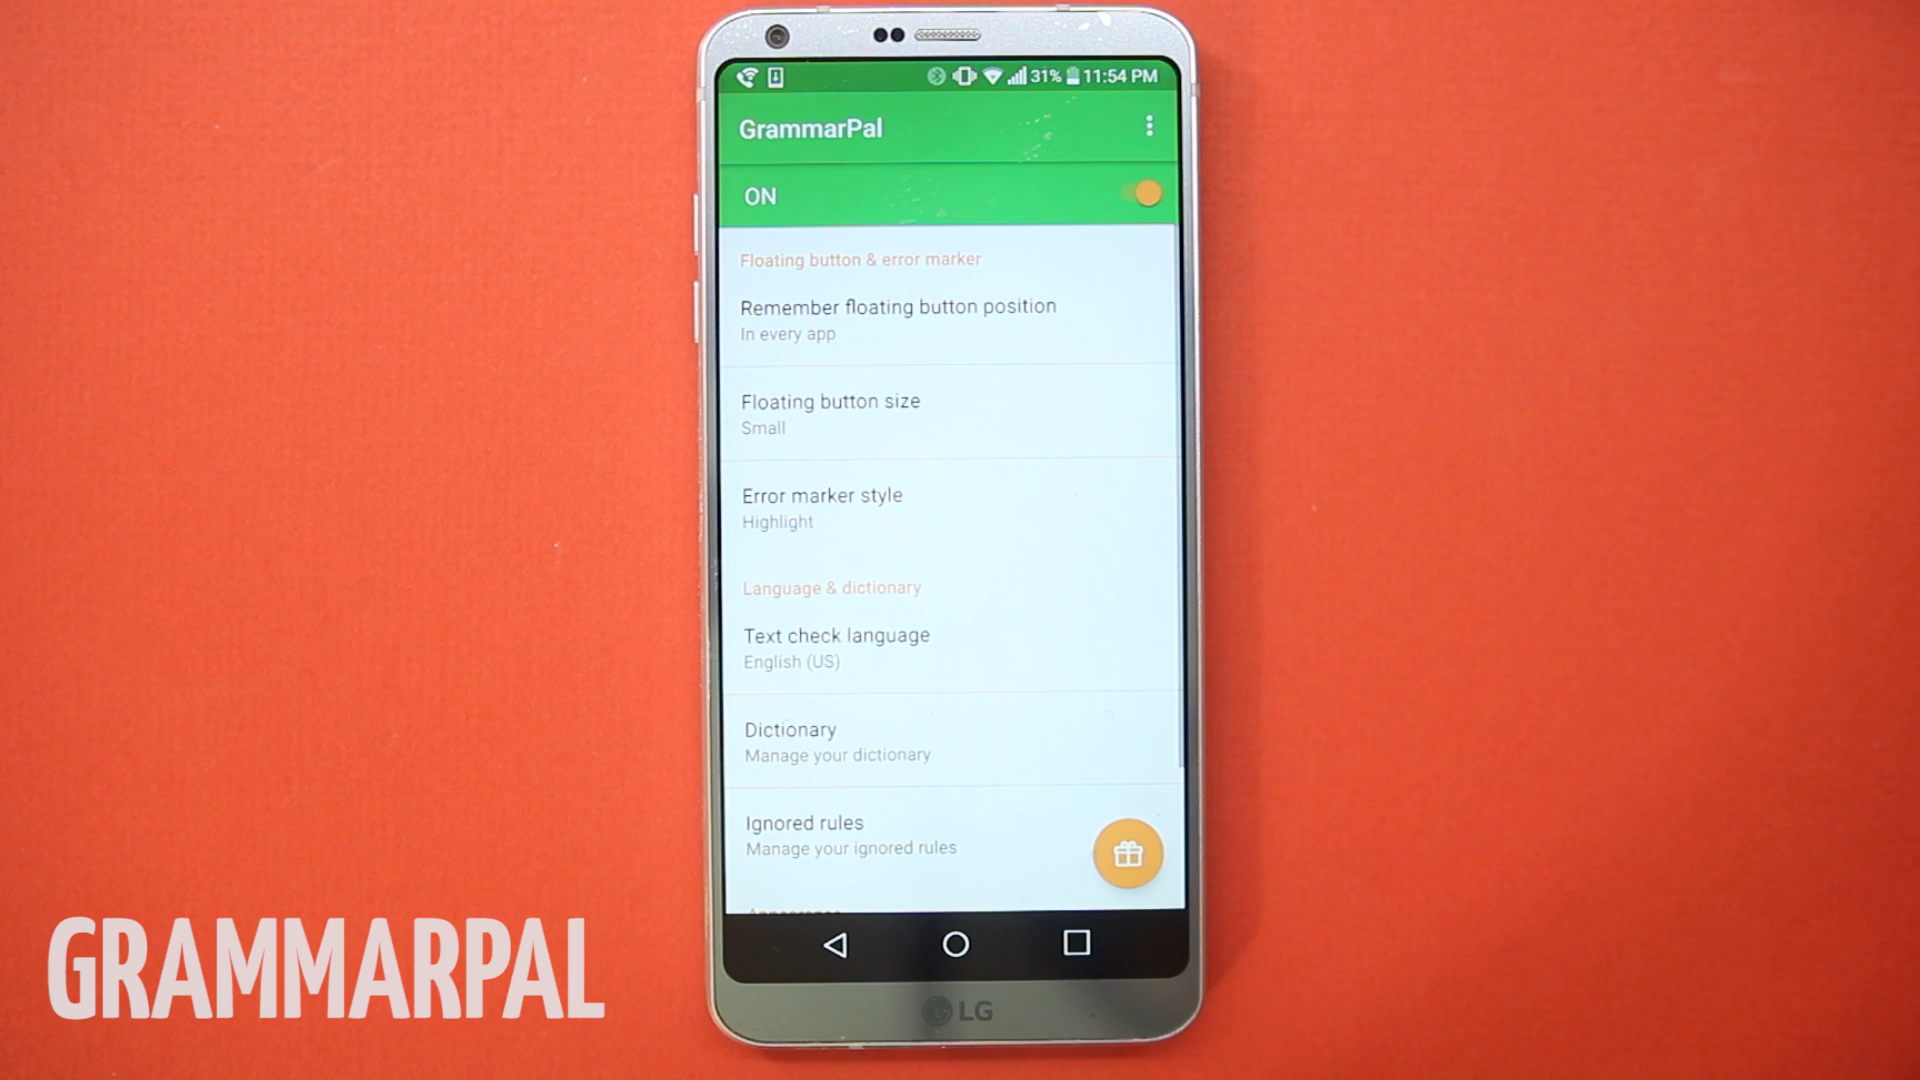 31% 11:54 PM
GrammarPal
ON
Floating button & error marker
Remember floating button position
In every app
Floating button size
Small
Error marker style
Highlight
Language & dictionary
Text check language
English (US)
Dictionary
Manage your dictionary
Ignored rules
Manage your ignored rules
GRAMMARPAL
LG